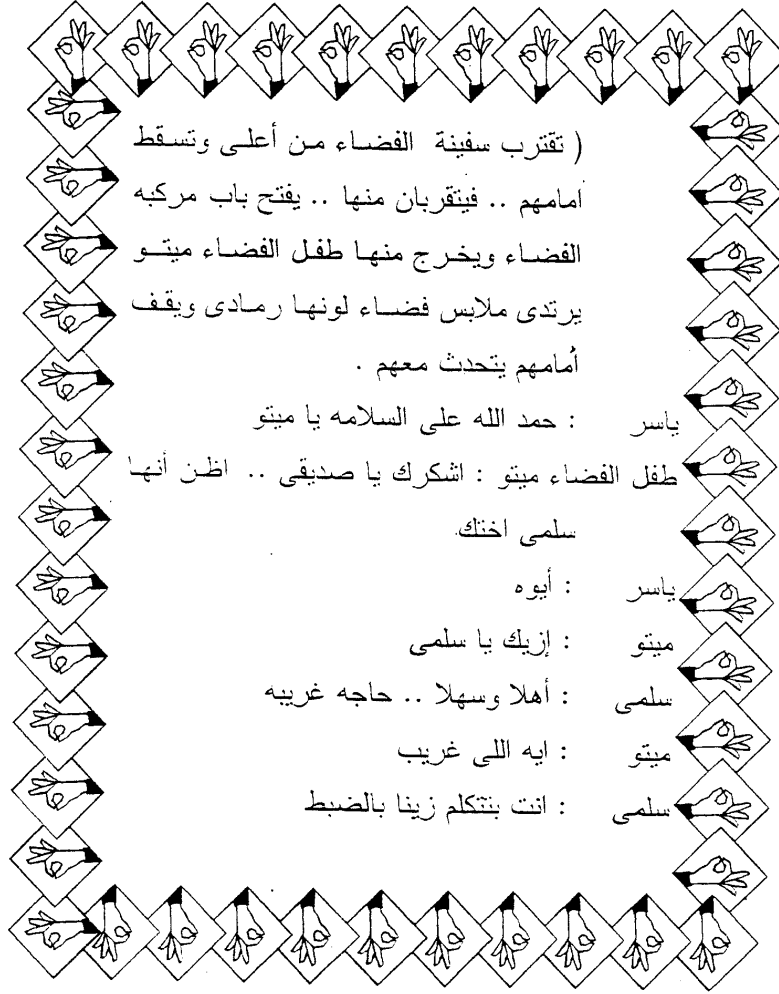 ( تقترب سفينة الفضاء من أعلى وتسقط
امامهم .. فيتقربان منها .. يفتح باب مركبه
الفضاء ويخرج منها طفل الفضاء ميتو
يرتدى ملابس فضاء لونها رمادى ويقف
أمامهم يتحدث معهم .
ياسر : حمد الله على السلامه يا ميتو
طفل الفضاء ميتو : اشكرك يا صديقى .. اظن أنها
سلمى اختك
ياسر : أيوه
ميتو : إزيك يا سلمى
سلمى : أهلا وسهلا .. حاجه غريبه
ميتو : ايه اللى غريب
سلمى : انت بتتكلم زينا بالضبط